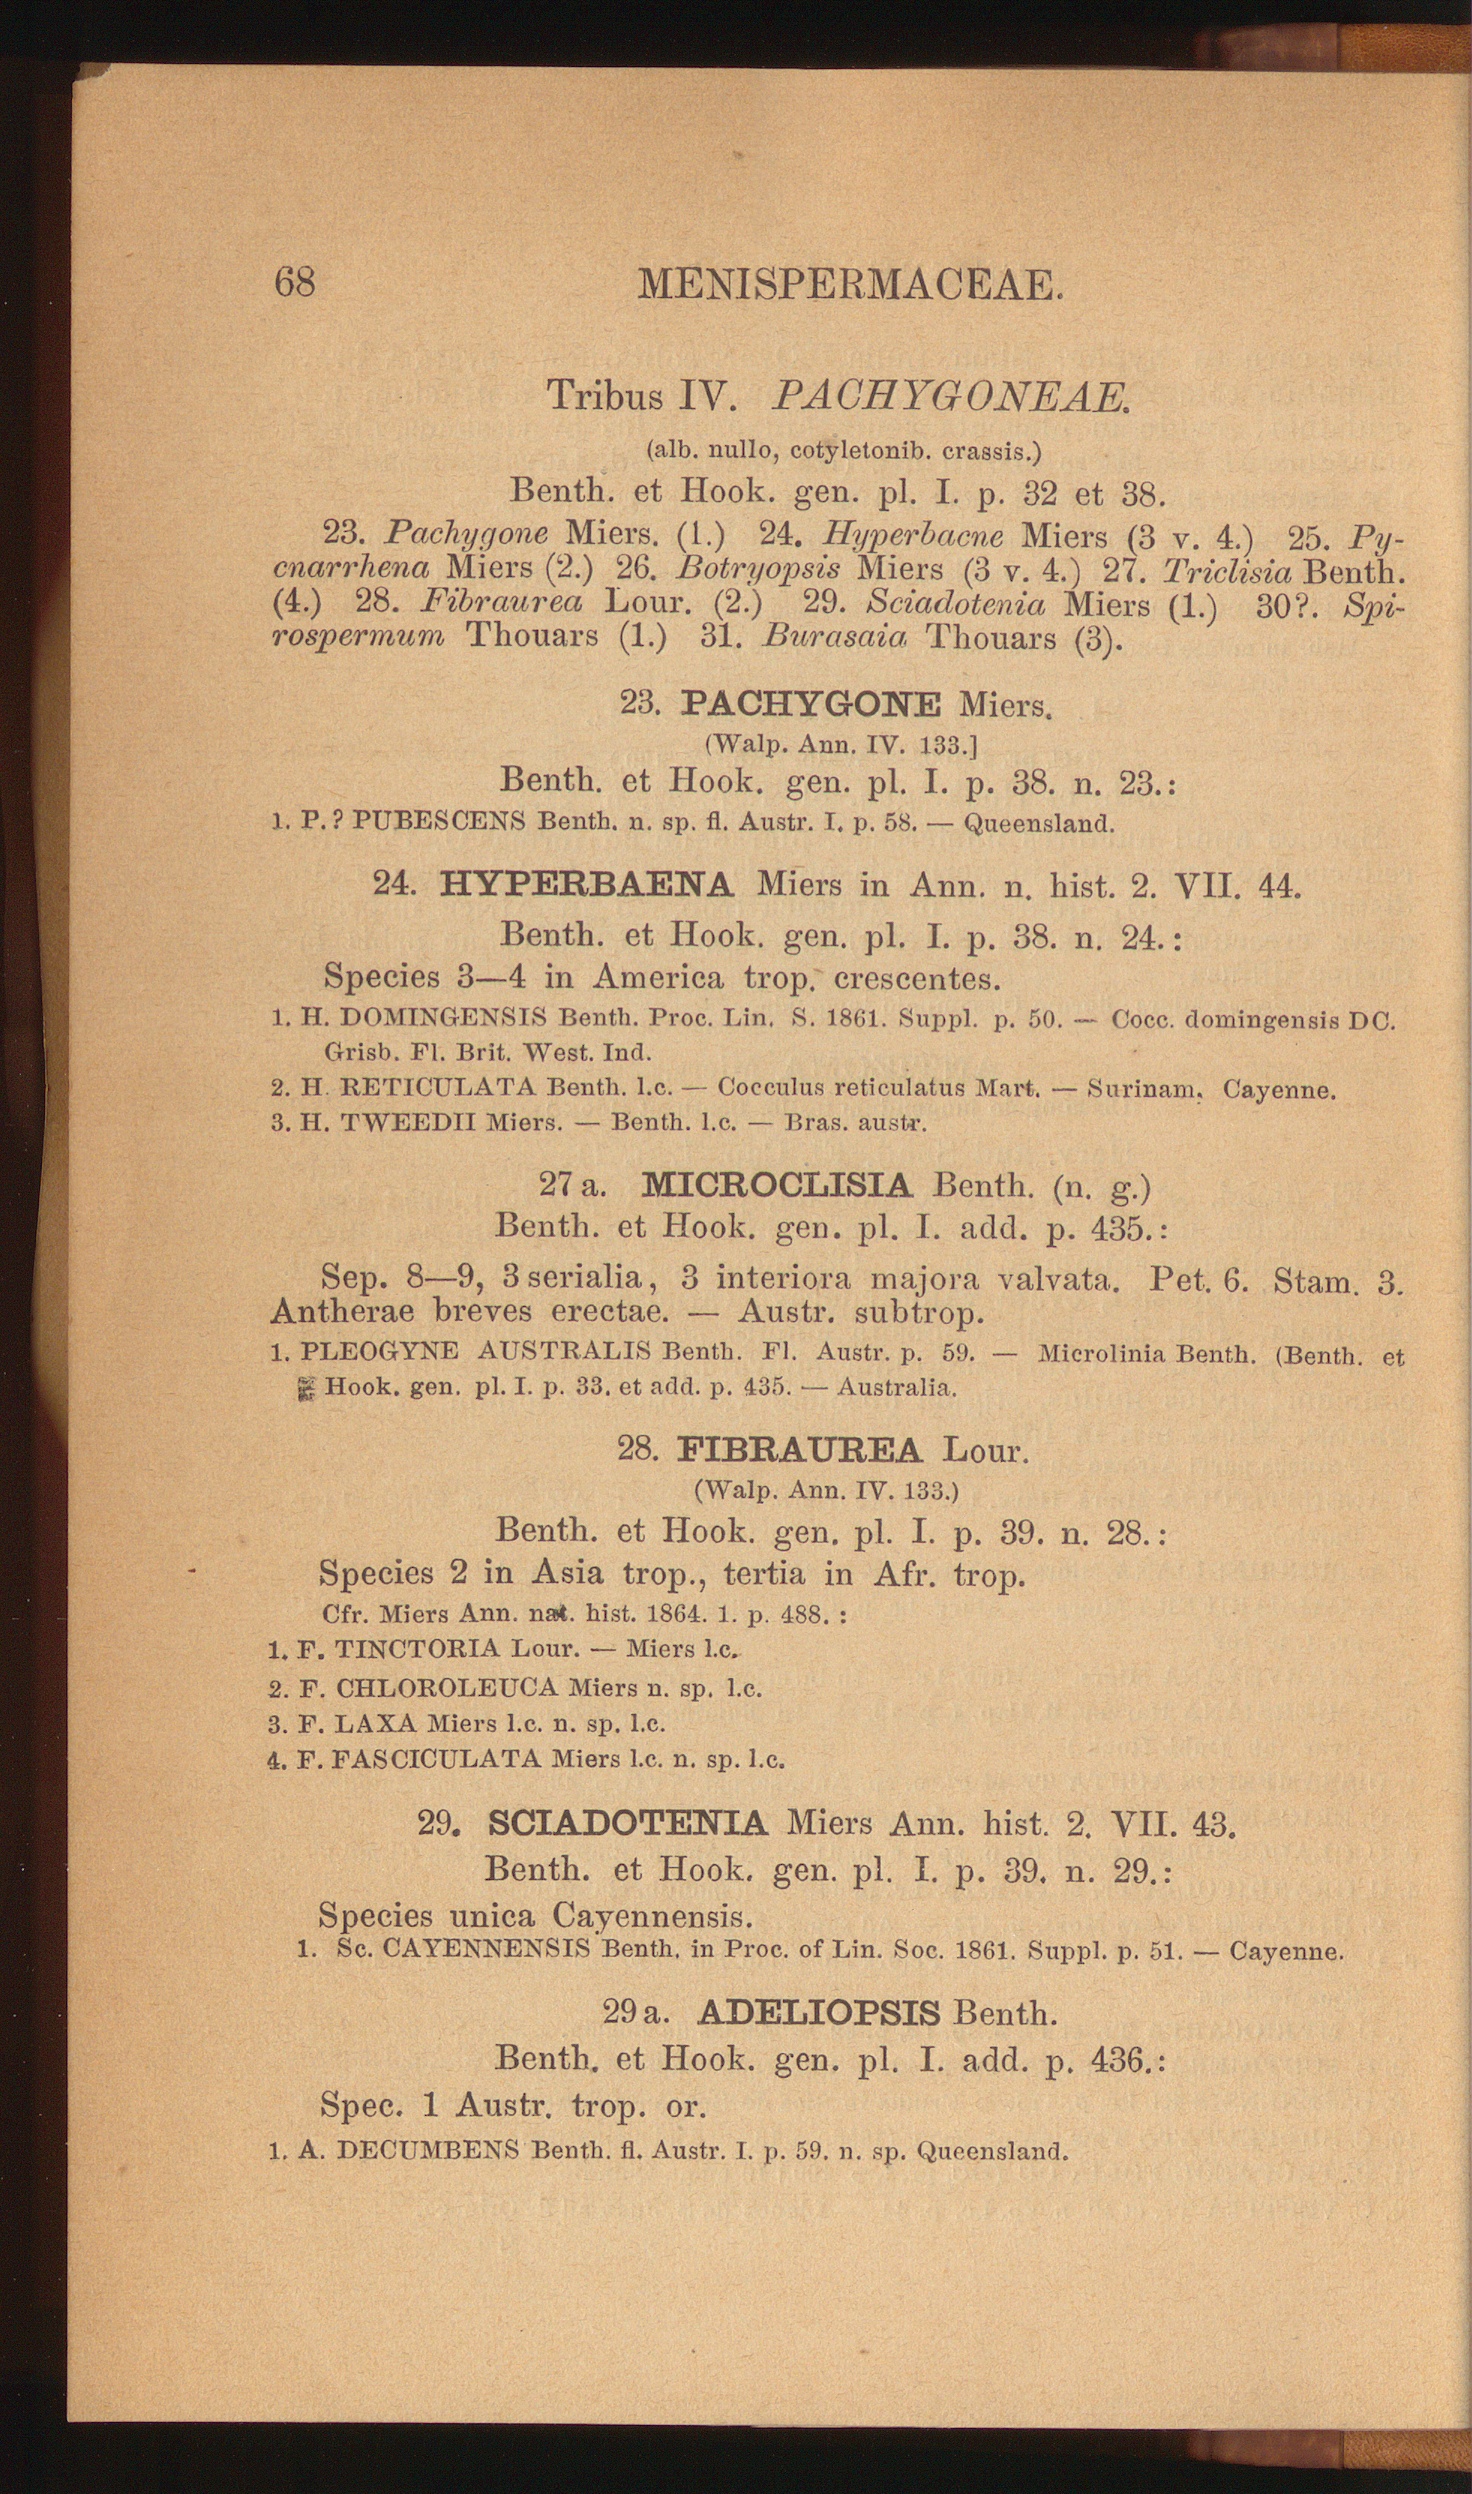 68
MENISPERMACEAE.
Tribus IV. PACHYGONEAE.
(alb. nullo, cotyletonib. crassis.)
Benth. et Hook. gen. pl. I. p. 32 et 38.
23. Pachygone Miers. (1.) 24. Hyperbacne Miers (3 v. 4.) 25. Py-
cnarrhena Miers (2.) 26. Botryopsis Miers (3 v. 4.) 27. Triclisia Benth.
(4.) 28. Fibraurea Lour. (2.) 29. Sciadotenia Miers (1.) 30?. Spi-
rospermum Thouars (1.) 31. Burasaia Thouars (3).
23. PACHYGONE Miers.
(Walp. Ann. IV. 133.]
Benth. et Hook. gen. pl. I. p. 38. n. 23.:
1. P.? PUBESCENS Benth. n. sp. fl. Austr. I. p. 58. — Queensland.
24. HYPERBAENA Miers in Ann. n. hist. 2. VII. 44.
Benth. et Hook. gen. pl. I. p. 38. n. 24.:
Species 3—4 in America trop. crescentes.
1. H. DOMINGENSIS Benth. Proc. Lin. S. 1861. Suppl. p. 50. — Cocc. domingensis DC.
Grisb. Fl. Brit. West. Ind.
2. H. RETICULATA Benth. l.c. — Cocculus reticulatus Mart. — Surinam. Cayenne.
3. H. TWEEDII Miers. — Benth. l.c. — Bras. austr.
27a. MICROCLISIA Benth. (n. g.)
Benth. et Hook. gen. pl. I. add. p. 435.:
Sep. 8—9, 3serialia, 3 interiora majora valvata. Pet. 6. Stam. 3.
Antherae breves erectae. — Austr. subtrop.
1. PLEOGYNE AUSTRALIS Benth. Fl. Austr. p. 59. — Microlinia Benth. (Benth. et
Hook. gen. pl. I. p. 33. et add. p. 435. — Australia.
28. FIBRAUREA Lour.
(Walp. Ann. IV. 133.)
Benth. et Hook. gen. pl. I. p. 39. n. 28.:
Species 2 in Asia trop., tertia in Afr. trop.
Cfr. Miers Ann. nat. hist. 1864. 1. p. 488. :
1. F. TINCTORIA Lour. — Miers l.c.
2. F. CHLOROLEUCA Miers n. sp. l.c.
3. F. LAXA Miers l.c. n. sp. l.c.
4. F. FASCICULATA Miers l.c. n. sp. l.c.
29. SCIADOTENIA Miers Ann. hist. 2. VII. 43.
Benth. et Hook. gen. pl. I. p. 39. n. 29.:
Species unica Cayennensis.
1. Sc. CAYENNENSIS Benth. in Proc. of Lin. Soc. 1861. Suppl. p. 51. — Cayenne.
29a. ADELIOPSIS Benth.
Benth. et Hook. gen. pl. I. add. p. 436.:
Spec. 1 Austr. trop. or.
1. A. DECUMBENS Benth. fl. Austr. I. p. 59. n. sp. Queensland.